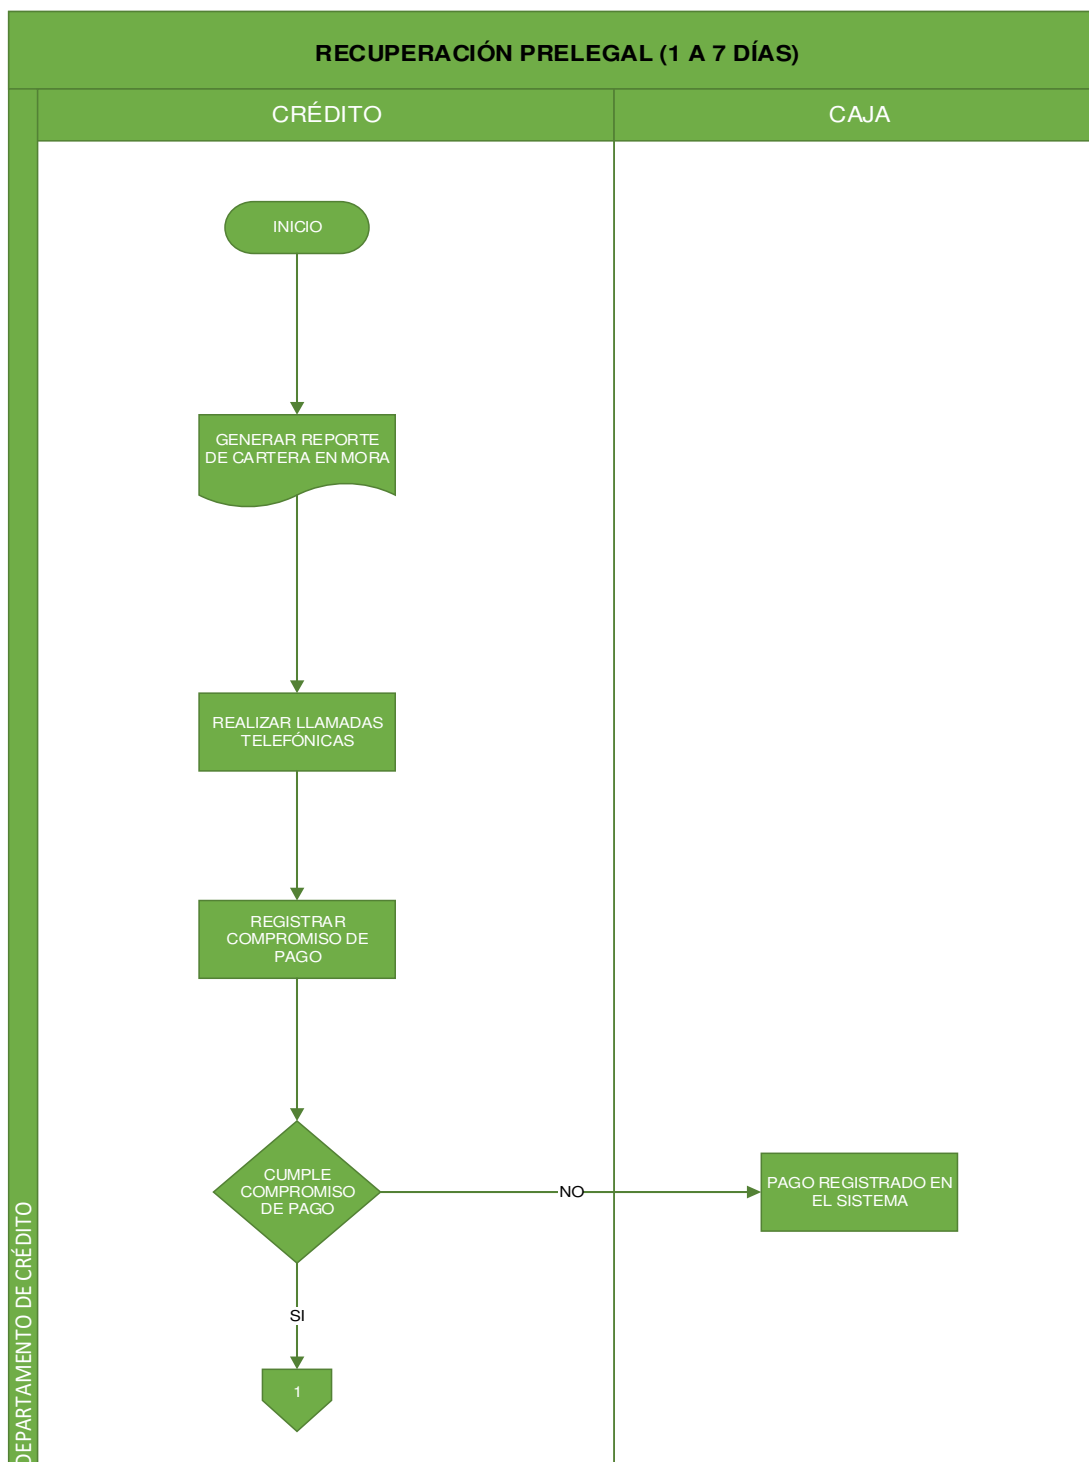 RECUPERACIÓN PRELEGAL (1 A 7 DÍAS)
CRÉDITO
CAJA
INICIO
GENERAR REPORTE
DE CARTERA EN MORA
REALIZAR LLAMADAS
TELEFÓNICAS
REGISTRAR
COMPROMISO DE
PAGO
CUMPLE
COMPROMISO
DE PAGO
NO
PAGO REGISTRADO EN
EL SISTEMA
SI
1
DEPARTAMENTO DE CRÉDITO